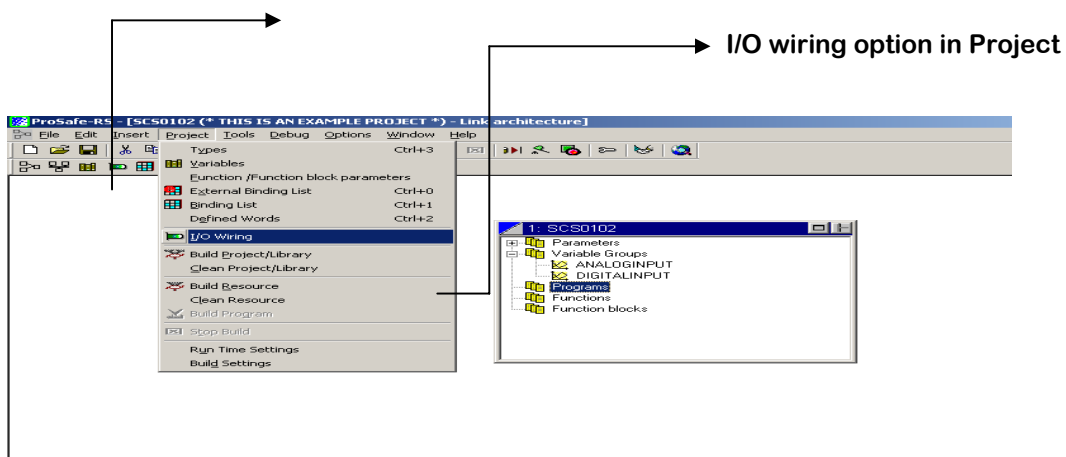 I/O wiring option in Project
ProSafe-RS - [SCS0102 (* THIS IS AN EXAMPLE PROJECT *) - Link architecture]
File Edit Insert Project Tools Debug Options Window Help
Types Ctrl+3
Variables
Function /Function block parameters
External Binding List Ctrl+0
Binding List Ctrl+1
Defined Words Ctrl+2
I/O Wiring
Build Project/Library
Clean Project/Library
Build Resource
Clean Resource
Build Program
Stop Build
Run Time Settings
Build Settings
1: SCS0102
Parameters
Variable Groups
ANALOGINPUT
DIGITALINPUT
Programs
Functions
Function blocks